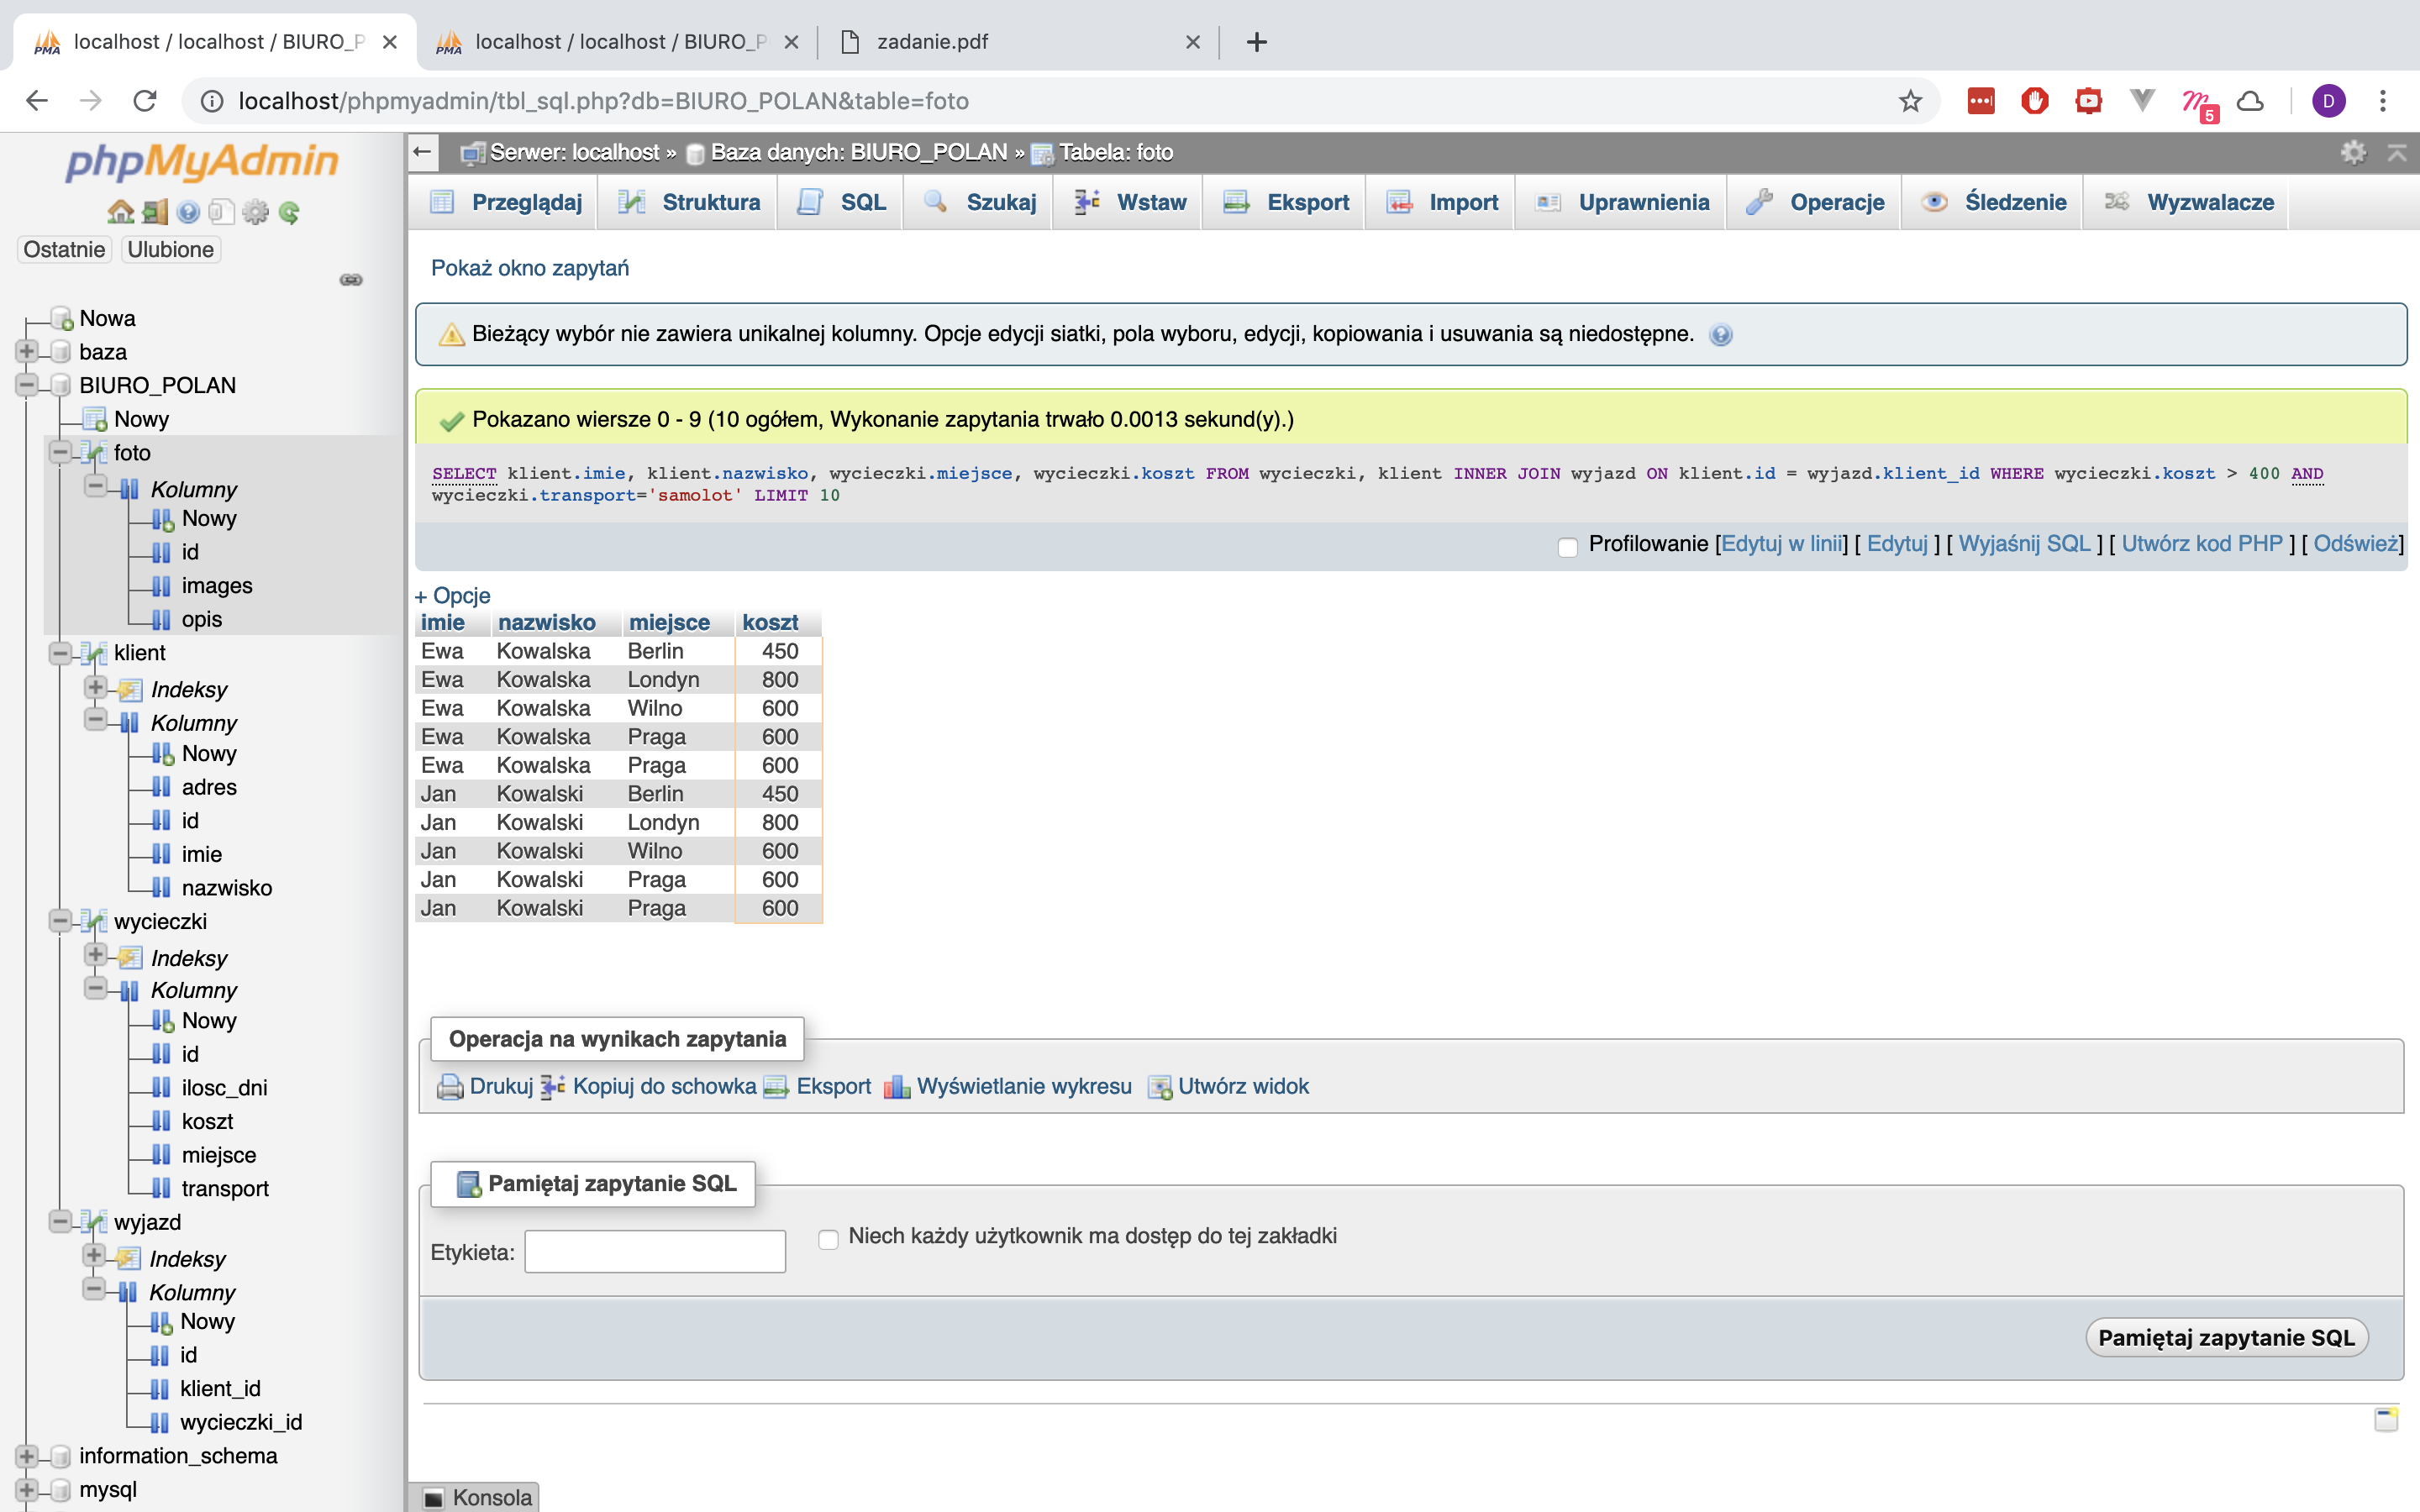 localhost / localhost / BIURO_P
localhost / localhost / BIURO_P
zadanie.pdf
localhost/phpmyadmin/tbl_sql.php?db=BIURO_POLAN&table=foto
5
D
phpMyAdmin
Ostatnie Ulubione
Nowa
baza
BIURO_POLAN
Nowy
foto
Kolumny
Nowy
id
images
opis
klient
Indeksy
Kolumny
Nowy
adres
id
imie
nazwisko
wycieczki
Indeksy
Kolumny
Nowy
id
ilosc_dni
koszt
miejsce
transport
wyjazd
Indeksy
Kolumny
Nowy
id
klient_id
wycieczki_id
information_schema
mysql
Serwer: localhost » Baza danych: BIURO_POLAN » Tabela: foto
Przeglądaj Struktura SQL Szukaj Wstaw Eksport Import Uprawnienia Operacje Śledzenie Wyzwalacze
Pokaż okno zapytań
Bieżący wybór nie zawiera unikalnej kolumny. Opcje edycji siatki, pola wyboru, edycji, kopiowania i usuwania są niedostępne.
Pokazano wiersze 0 - 9 (10 ogółem, Wykonanie zapytania trwało 0.0013 sekund(y).)
SELECT klient.imie, klient.nazwisko, wycieczki.miejsce, wycieczki.koszt FROM wycieczki, klient INNER JOIN wyjazd ON klient.id = wyjazd.klient_id WHERE wycieczki.koszt > 400 AND
wycieczki.transport='samolot' LIMIT 10
Profilowanie [Edytuj w linii] [ Edytuj ] [ Wyjaśnij SQL ] [ Utwórz kod PHP ] [ Odśwież]
+ Opcje
imie nazwisko miejsce koszt
Ewa Kowalska Berlin 450
Ewa Kowalska Londyn 800
Ewa Kowalska Wilno 600
Ewa Kowalska Praga 600
Ewa Kowalska Praga 600
Jan Kowalski Berlin 450
Jan Kowalski Londyn 800
Jan Kowalski Wilno 600
Jan Kowalski Praga 600
Jan Kowalski Praga 600
Operacja na wynikach zapytania
Drukuj Kopiuj do schowka Eksport Wyświetlanie wykresu Utwórz widok
Pamiętaj zapytanie SQL
Etykieta: Niech każdy użytkownik ma dostęp do tej zakładki
Pamiętaj zapytanie SQL
Konsola